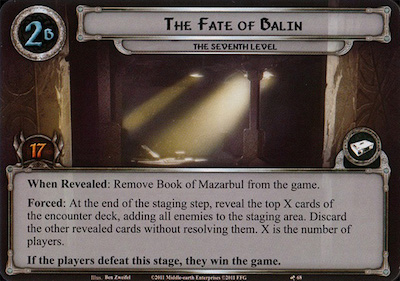 The Fate of Balin
2B
The Seventh Level
17
When Revealed: Remove Book of Mazarbul from the game.
Forced: At the end of the staging step, reveal the top X cards
of the encounter deck, adding all enemies to the staging area. Discard
the other revealed cards without resolving them. X is the number of
players.
If the players defeat this stage, they win the game.
Illus. Ben Zweifel ©2011 Middle-earth Enterprises ©2011 FFG 68